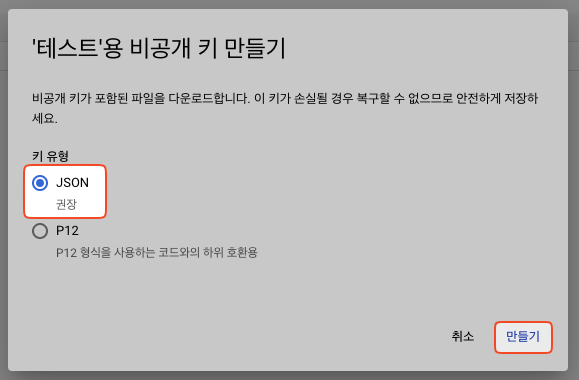 '테스트'용 비공개 키 만들기
비공개 키가 포함된 파일을 다운로드합니다. 이 키가 손실될 경우 복구할 수 없으므로 안전하게 저장하
세요.
키 유형
JSON
권장
P12
P12 형식을 사용하는 코드와의 하위 호환용
취소 만들기